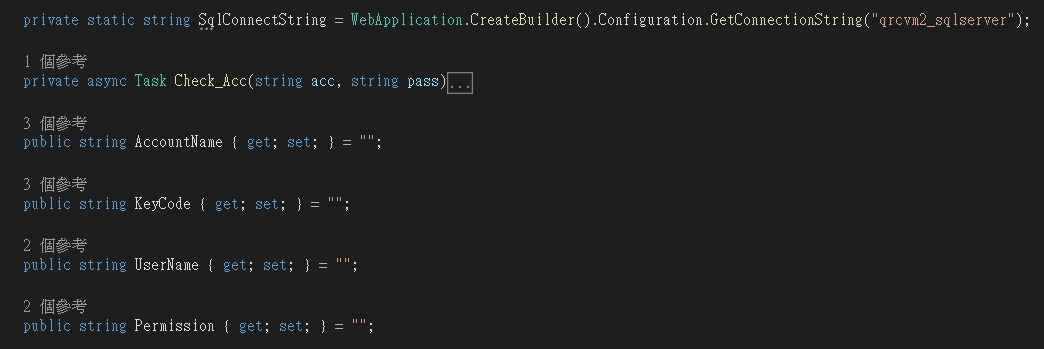 private static string SqlConnectString = WebApplication.CreateBuilder().Configuration.GetConnectionString("qrcvm2_sqlserver");
1 個參考
private async Task Check_Acc(string acc, string pass)...
3 個參考
public string AccountName { get; set; } = "";
3 個參考
public string KeyCode { get; set; } = "";
2 個參考
public string UserName { get; set; } = "";
2 個參考
public string Permission { get; set; } = "";